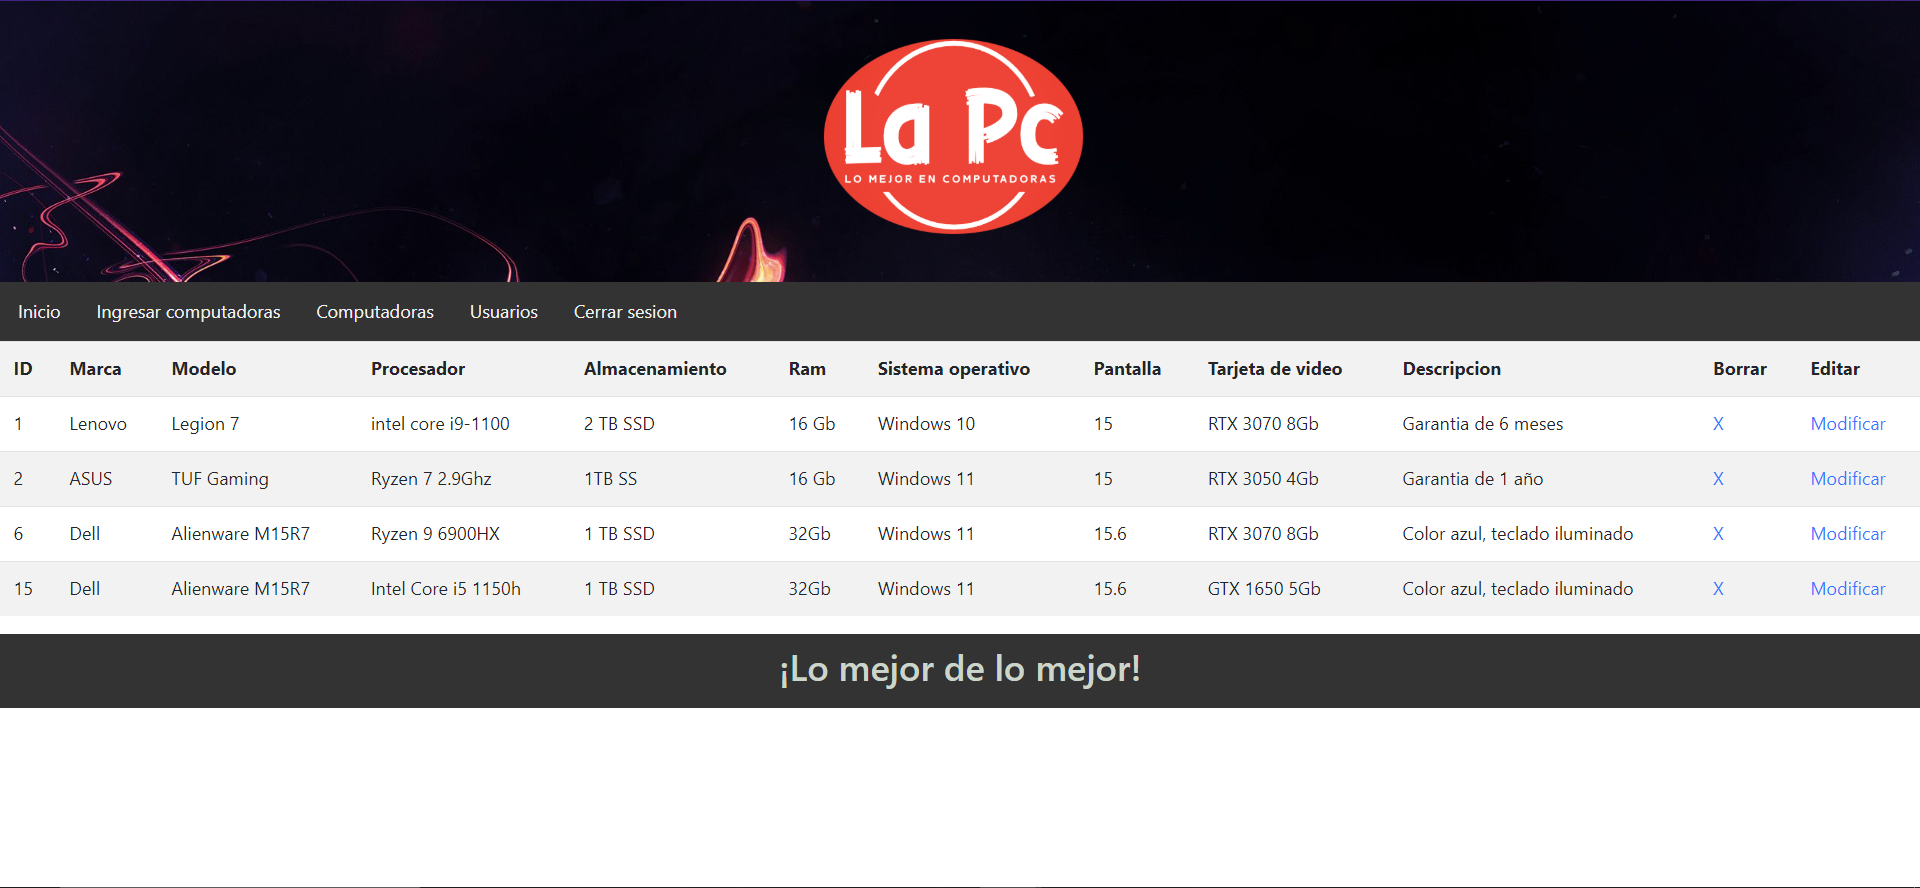 La Pc
LO MEJOR EN COMPUTADORAS
Inicio Ingresar computadoras Computadoras Usuarios Cerrar sesion
ID Marca Modelo Procesador Almacenamiento Ram Sistema operativo Pantalla Tarjeta de video Descripcion Borrar Editar
1 Lenovo Legion 7 intel core i9-1100 2 TB SSD 16 Gb Windows 10 15 RTX 3070 8Gb Garantia de 6 meses X Modificar
2 ASUS TUF Gaming Ryzen 7 2.9Ghz 1TB SS 16 Gb Windows 11 15 RTX 3050 4Gb Garantia de 1 año X Modificar
6 Dell Alienware M15R7 Ryzen 9 6900HX 1 TB SSD 32Gb Windows 11 15.6 RTX 3070 8Gb Color azul, teclado iluminado X Modificar
15 Dell Alienware M15R7 Intel Core i5 1150h 1 TB SSD 32Gb Windows 11 15.6 GTX 1650 5Gb Color azul, teclado iluminado X Modificar
¡Lo mejor de lo mejor!